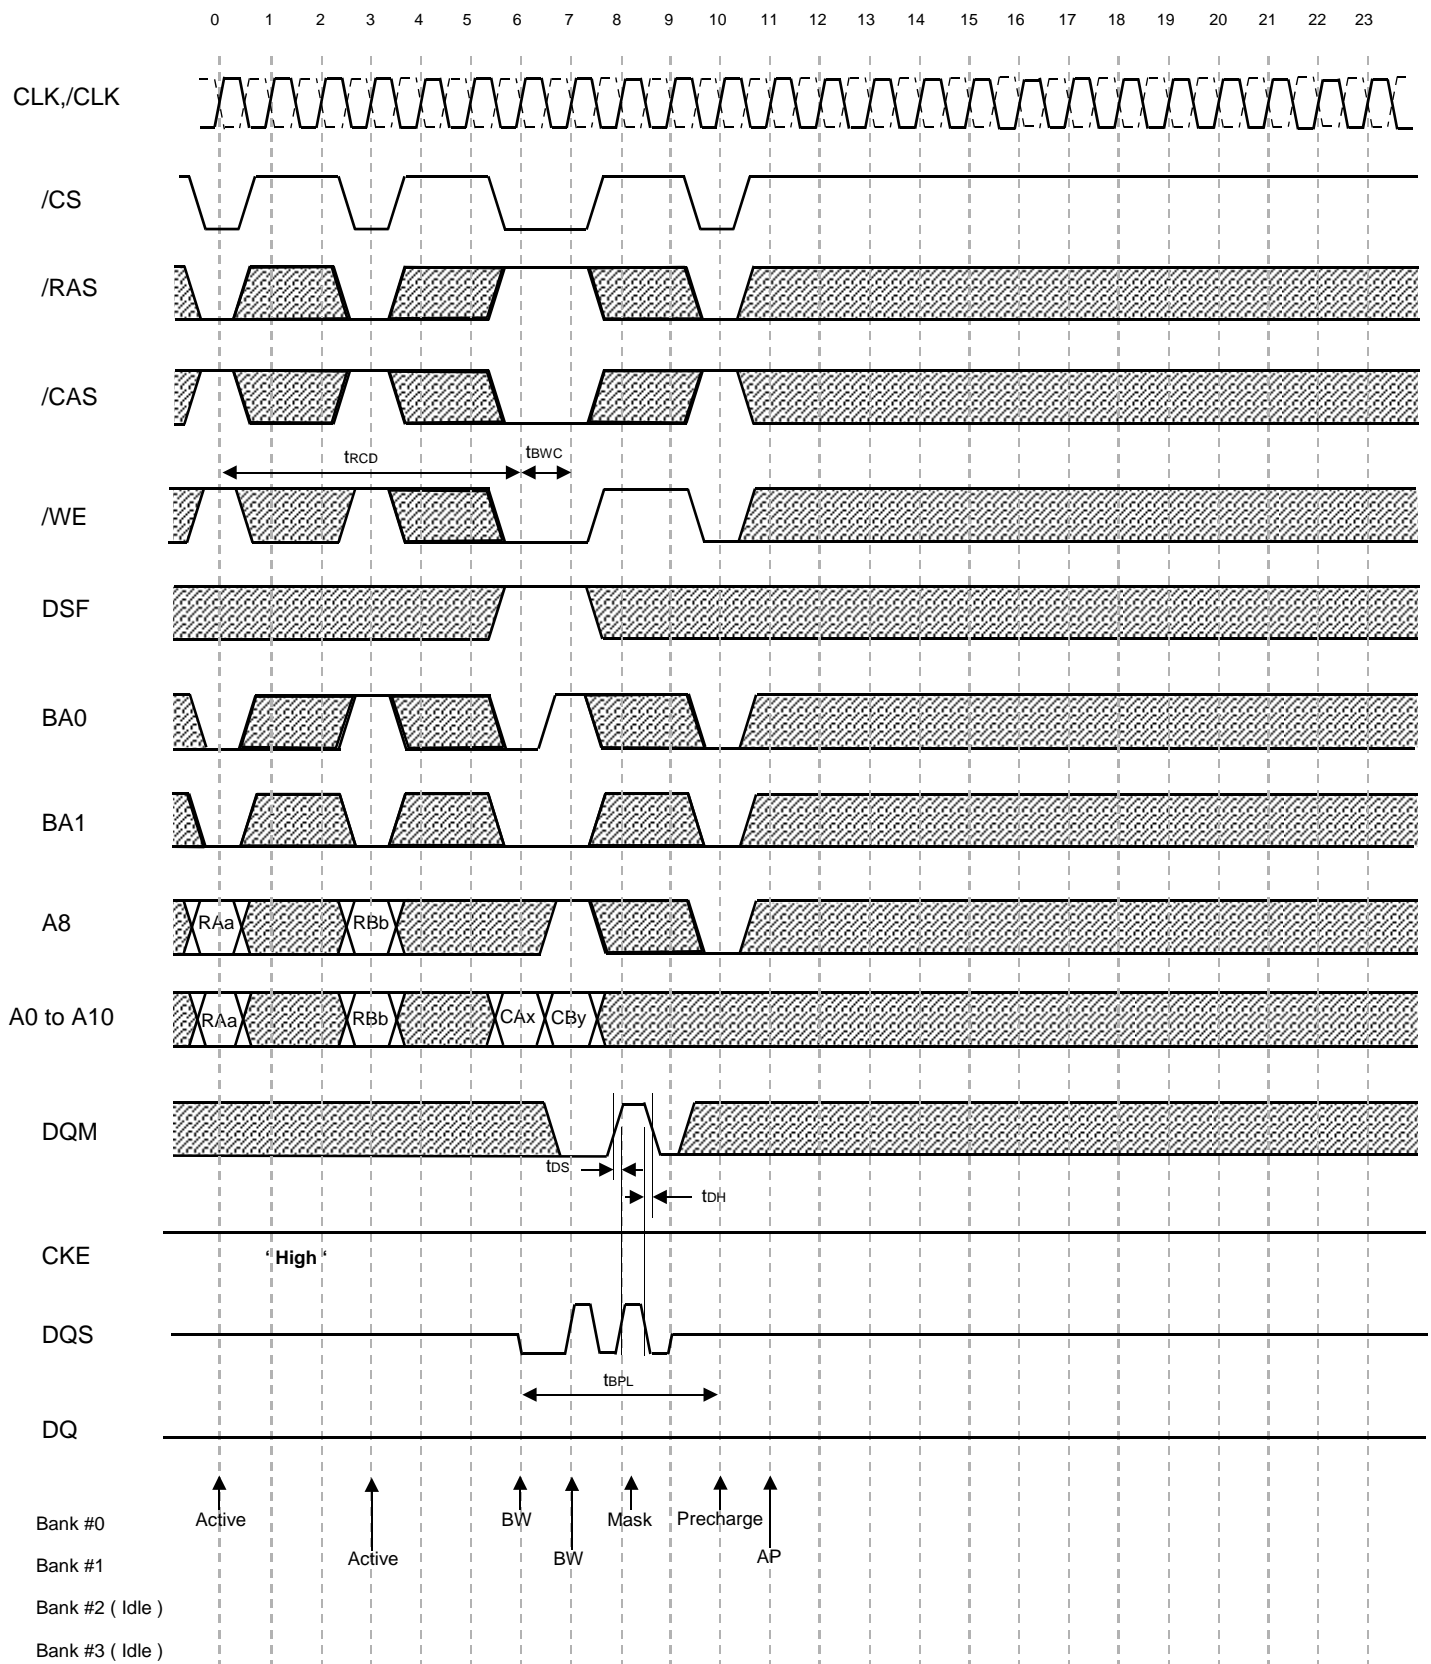 0 1 2 3 4 5 6 7 8 9 10 11 12 13 14 15 16 17 18 19 20 21 22 23
CLK,/CLK
/CS
/RAS
/CAS
tRCD tBWC
/WE
DSF
BA0
BA1
A8 RAa RBb
A0 to A10 RAa RBb CAx CBy
DQM
tDS
tDH
CKE ‘ High ‘
DQS
tBPL
DQ
Bank #0 Active BW Mask Precharge
Bank #1 Active BW AP
Bank #2 ( Idle )
Bank #3 ( Idle )